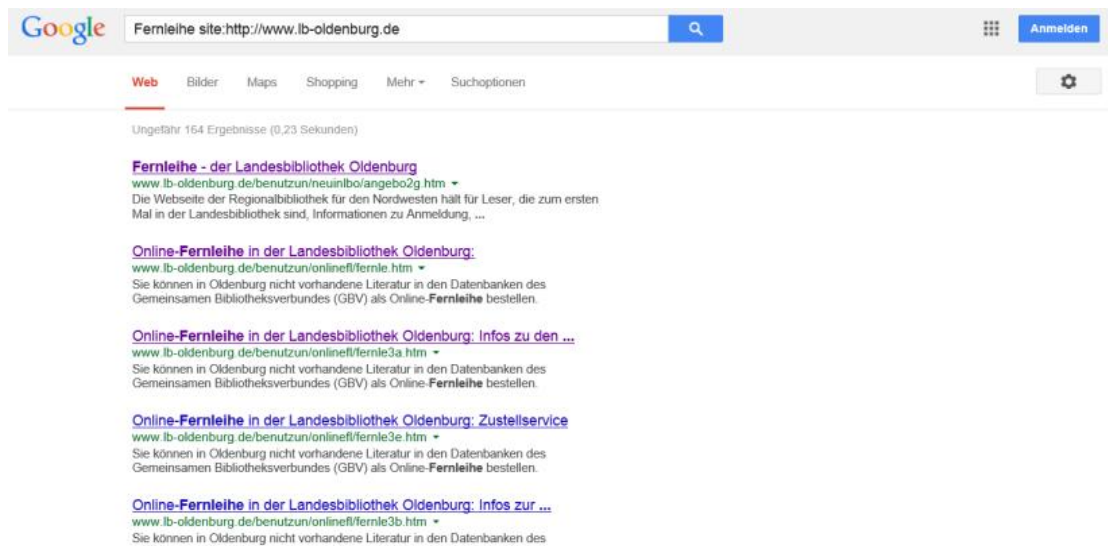 Google Fernleihe site:http://www.lb-oldenburg.de Anmelden
Web Bilder Maps Shopping Mehr Suchoptionen
Ungefähr 164 Ergebnisse (0,23 Sekunden)
Fernleihe - der Landesbibliothek Oldenburg
www.lb-oldenburg.de/benutzun/neuinlbo/angebo2g.htm
Die Webseite der Regionalbibliothek für den Nordwesten hält für Leser, die zum ersten
Mal in der Landesbibliothek sind, Informationen zu Anmeldung, ...
Online-Fernleihe in der Landesbibliothek Oldenburg:
www.lb-oldenburg.de/benutzun/onlinefl/fernle.htm
Sie können in Oldenburg nicht vorhandene Literatur in den Datenbanken des
Gemeinsamen Bibliotheksverbundes (GBV) als Online-Fernleihe bestellen.
Online-Fernleihe in der Landesbibliothek Oldenburg: Infos zu den ...
www.lb-oldenburg.de/benutzun/onlinefl/fernle3a.htm
Sie können in Oldenburg nicht vorhandene Literatur in den Datenbanken des
Gemeinsamen Bibliotheksverbundes (GBV) als Online-Fernleihe bestellen.
Online-Fernleihe in der Landesbibliothek Oldenburg: Zustellservice
www.lb-oldenburg.de/benutzun/onlinefl/fernle3e.htm
Sie können in Oldenburg nicht vorhandene Literatur in den Datenbanken des
Gemeinsamen Bibliotheksverbundes (GBV) als Online-Fernleihe bestellen.
Online-Fernleihe in der Landesbibliothek Oldenburg: Infos zur ...
www.lb-oldenburg.de/benutzun/onlinefl/fernle3b.htm
Sie können in Oldenburg nicht vorhandene Literatur in den Datenbanken des